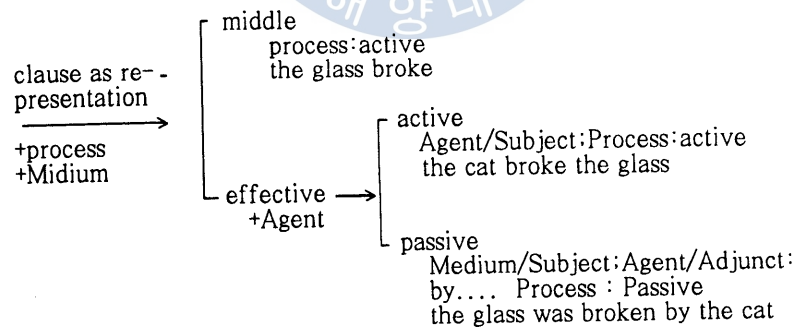 middle
process:active
the glass broke
clause as re--
presentation
+process
+Midium
active
Agent/Subject;Process:active
the cat broke the glass
effective
+Agent
passive
Medium/Subject;Agent/Adjunct:
by.... Process : Passive
the glass was broken by the cat